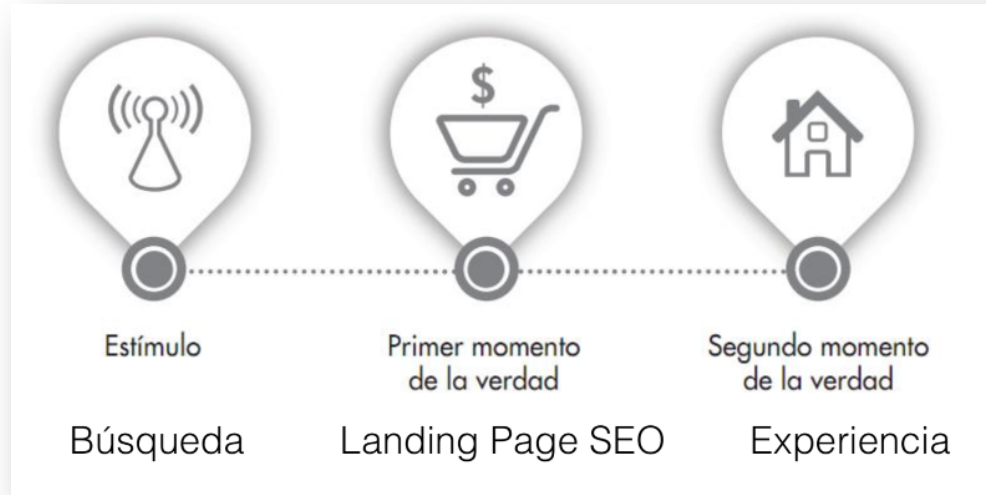 $
Estímulo
Primer momento
de la verdad
Segundo momento
de la verdad
Búsqueda
Landing Page SEO
Experiencia